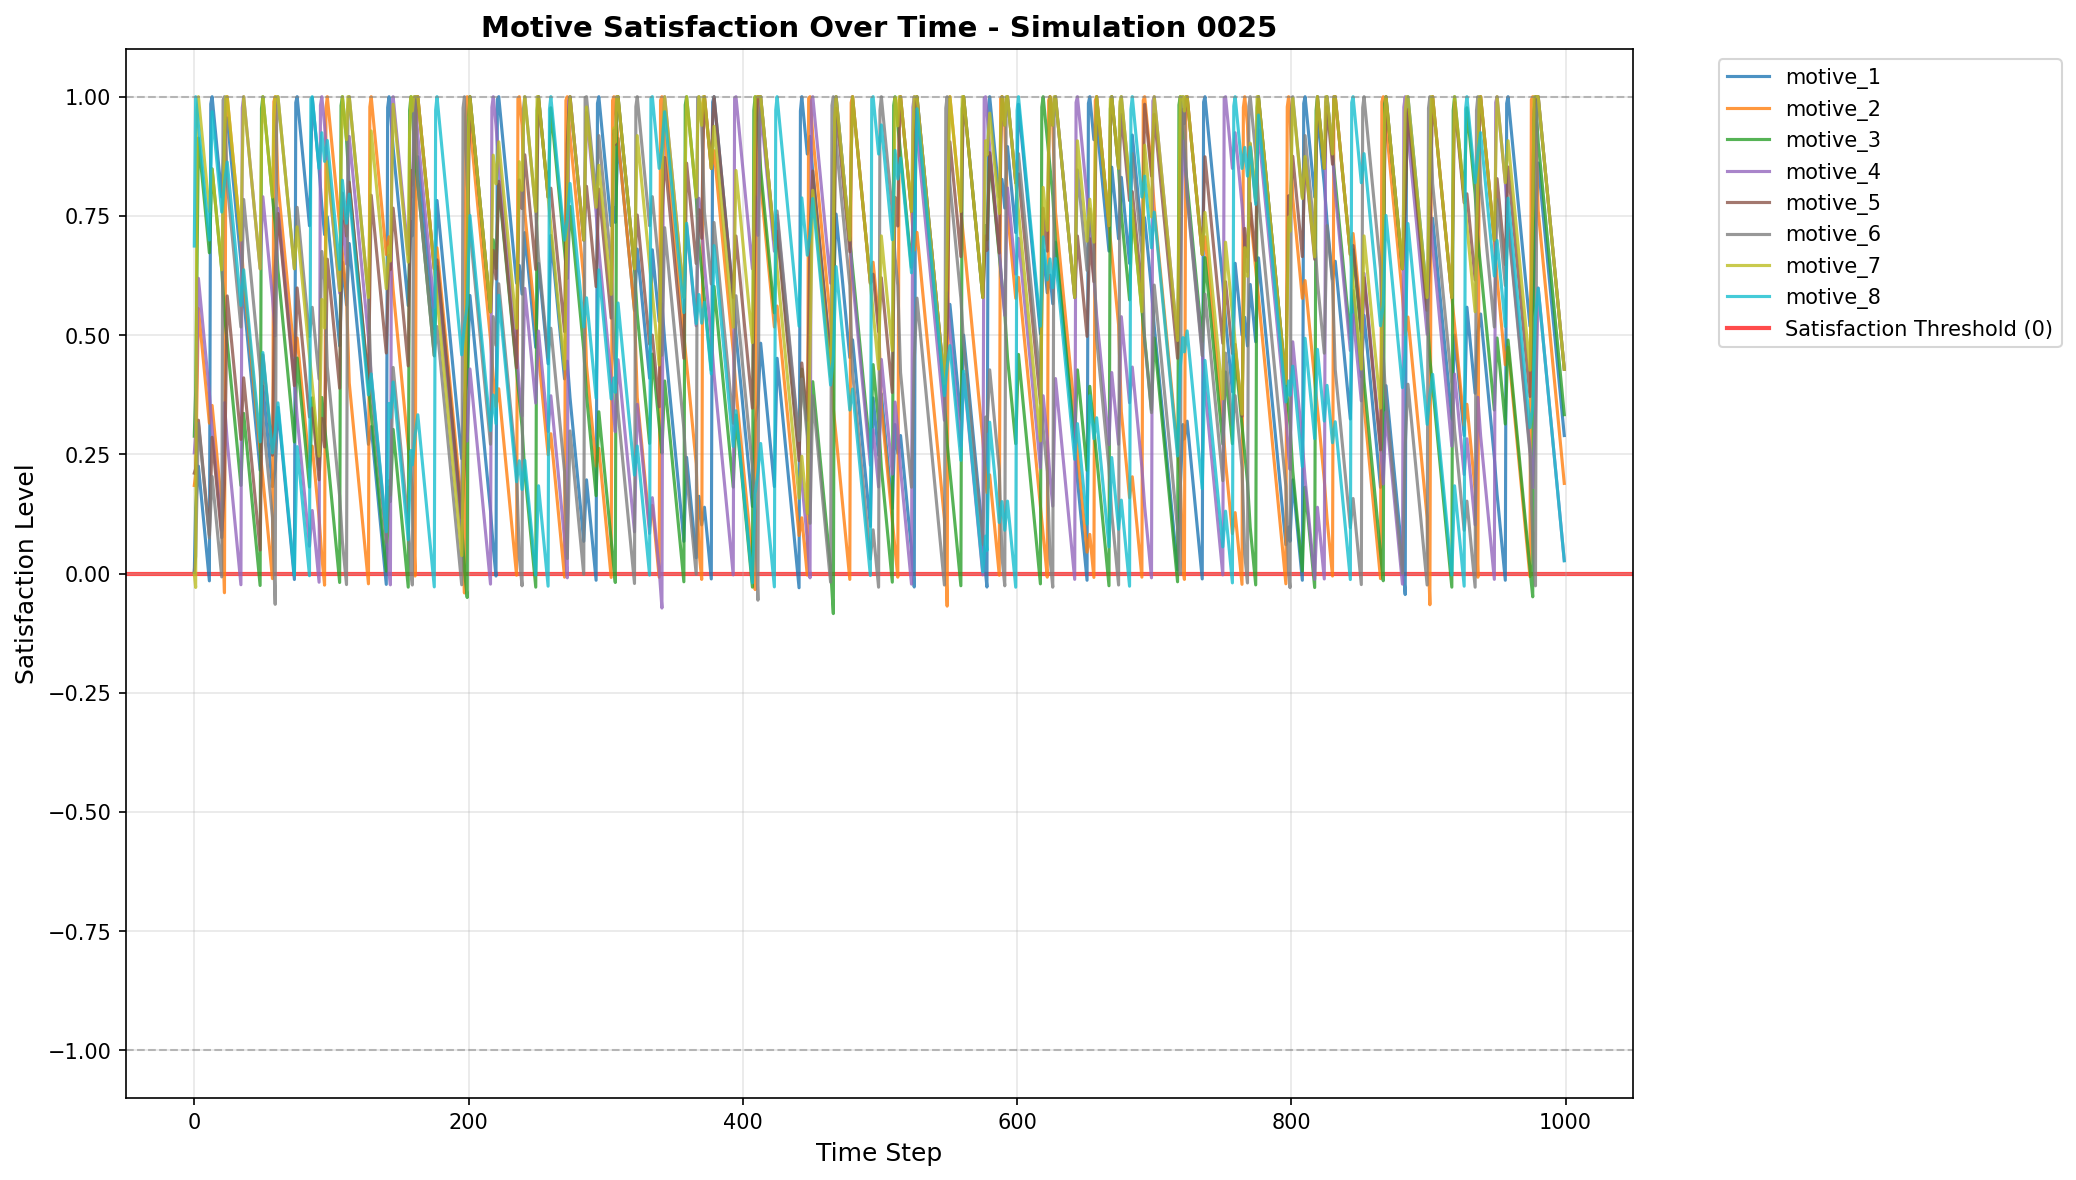 Motive Satisfaction Over Time - Simulation 0025
1.00
0.75
0.50
0.25
0.00
−0.25
−0.50
−0.75
−1.00
Satisfaction Level
0
200
400
600
800
1000
Time Step
motive_1
motive_2
motive_3
motive_4
motive_5
motive_6
motive_7
motive_8
Satisfaction Threshold (0)